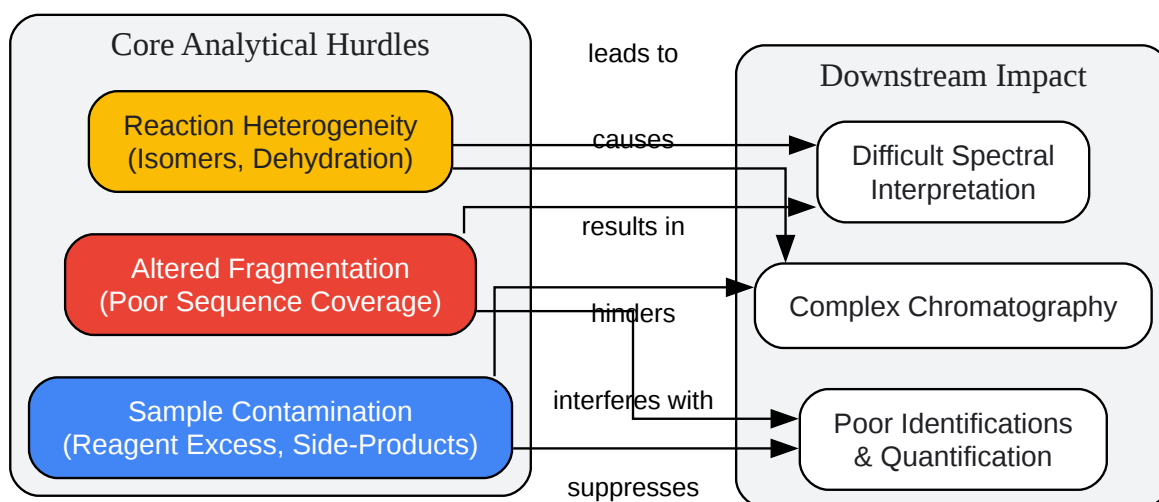 Core Analytical Hurdles
Reaction Heterogeneity
(Isomers, Dehydration)
Altered Fragmentation
(Poor Sequence Coverage)
Sample Contamination
(Reagent Excess, Side-Products)
leads to
causes
results in
hinders
interferes with
suppresses
Downstream Impact
Difficult Spectral
Interpretation
Complex Chromatography
Poor Identifications
& Quantification